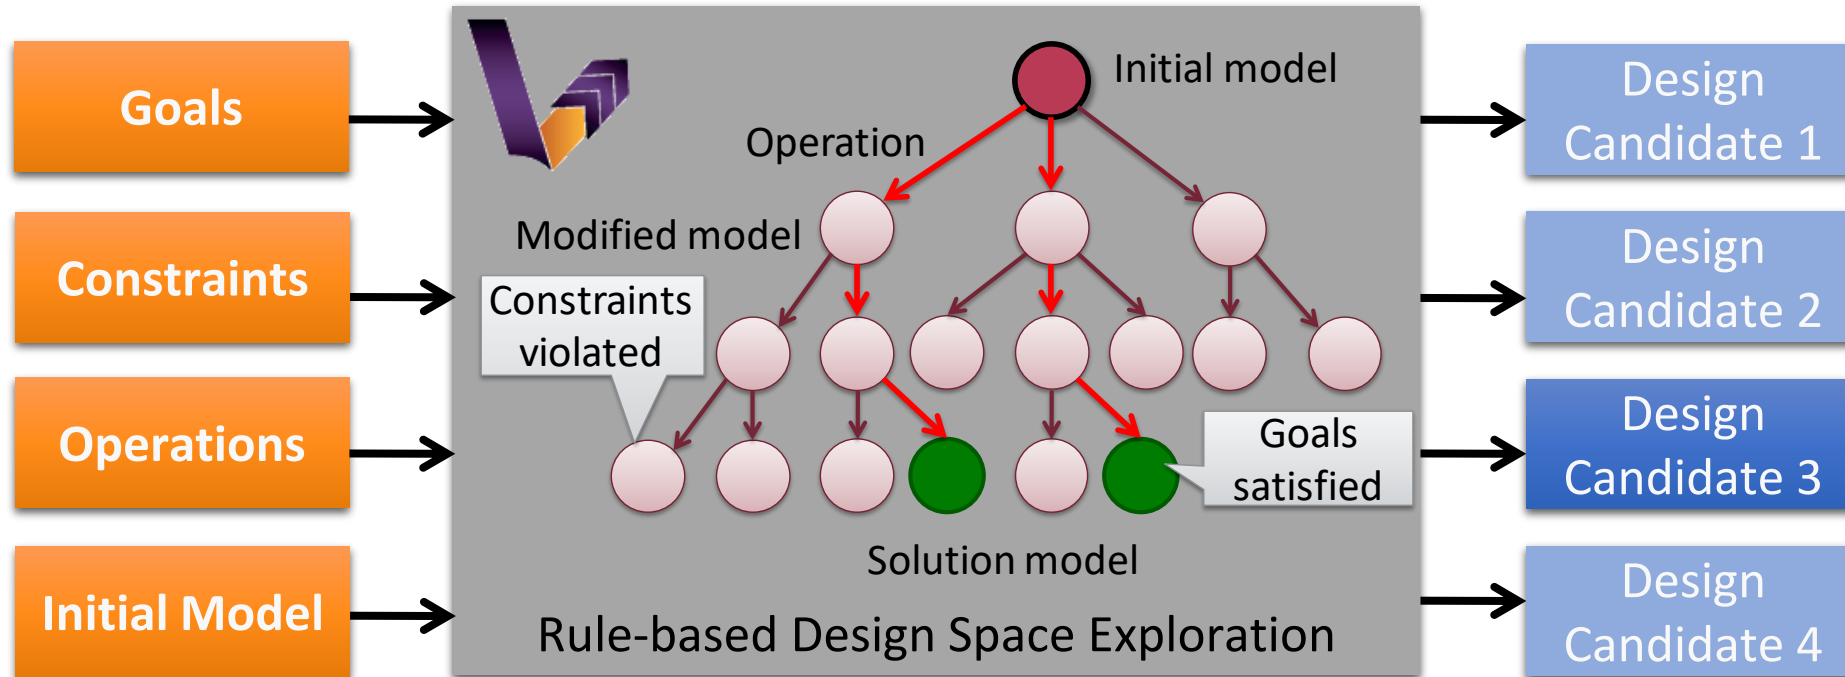 Goals
Constraints
Operations
Initial Model
Initial model
Operation
Modified model
Constraints
violated
Goals
satisfied
Solution model
Rule-based Design Space Exploration
Design
Candidate 1
Design
Candidate 2
Design
Candidate 3
Design
Candidate 4